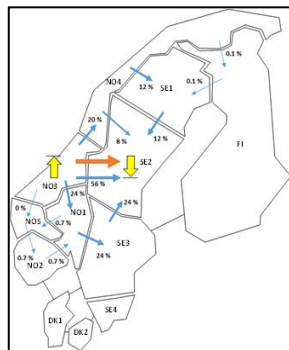 0.1 %
NO4
0.1 %
12 %
SE1
20 %
8 %
12 %
FI
SE2
NO3
56 %
24 %
24 %
0 %
NO1
0.7 %
NO5
SE3
0.7 %
0.7 %
NO2
24 %
DK1
SE4
DK2